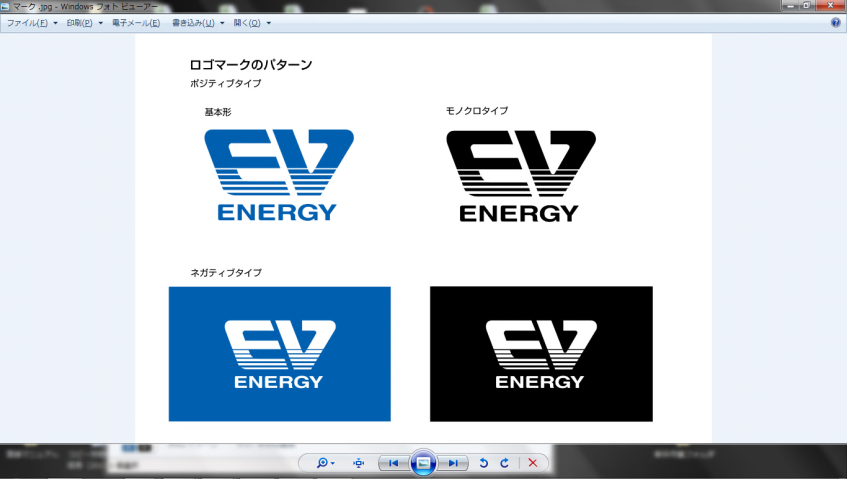 マーク .jpg - Windows フォト ビューアー
ファイル(F) 印刷(P) 電子メール(E) 書き込み(U) 開く(O)
ロゴマークのパターン
ポジティブタイプ
基本形
モノクロタイプ
EV
ENERGY
EV
ENERGY
ネガティブタイプ
EV
ENERGY
EV
ENERGY